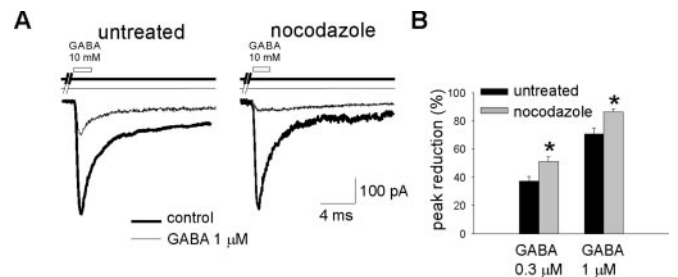 A
untreated
nocodazole
GABA
10 mM
GABA
10 mM
100 pA
4 ms
control
GABA 1 μM
B
untreated
nocodazole
peak reduction (%)
100
80
60
40
20
0
*
*
GABA
0.3 μM
GABA
1 μM